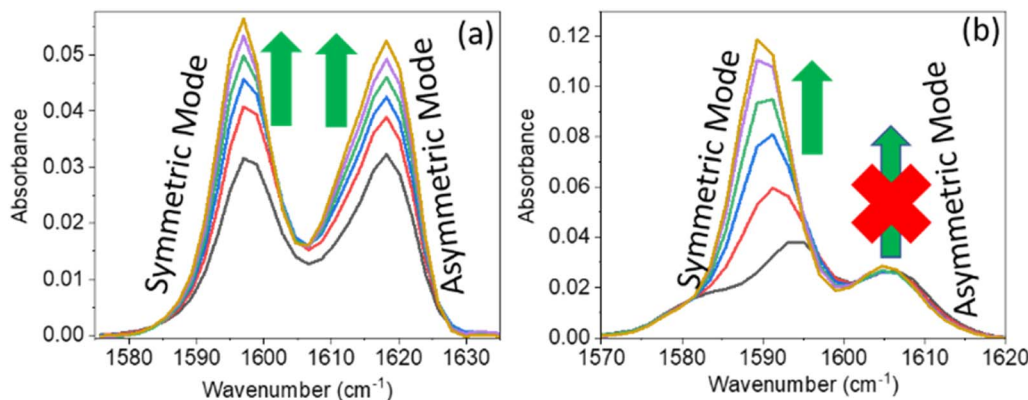 (a)
Symmetric Mode
Asymmetric Mode
Absorbance
0.05
0.04
0.03
0.02
0.01
0.00
1580 1590 1600 1610 1620 1630
Wavenumber (cm⁻¹)
(b)
Symmetric Mode
Asymmetric Mode
Absorbance
0.12
0.10
0.08
0.06
0.04
0.02
0.00
1570 1580 1590 1600 1610 1620
Wavenumber (cm⁻¹)